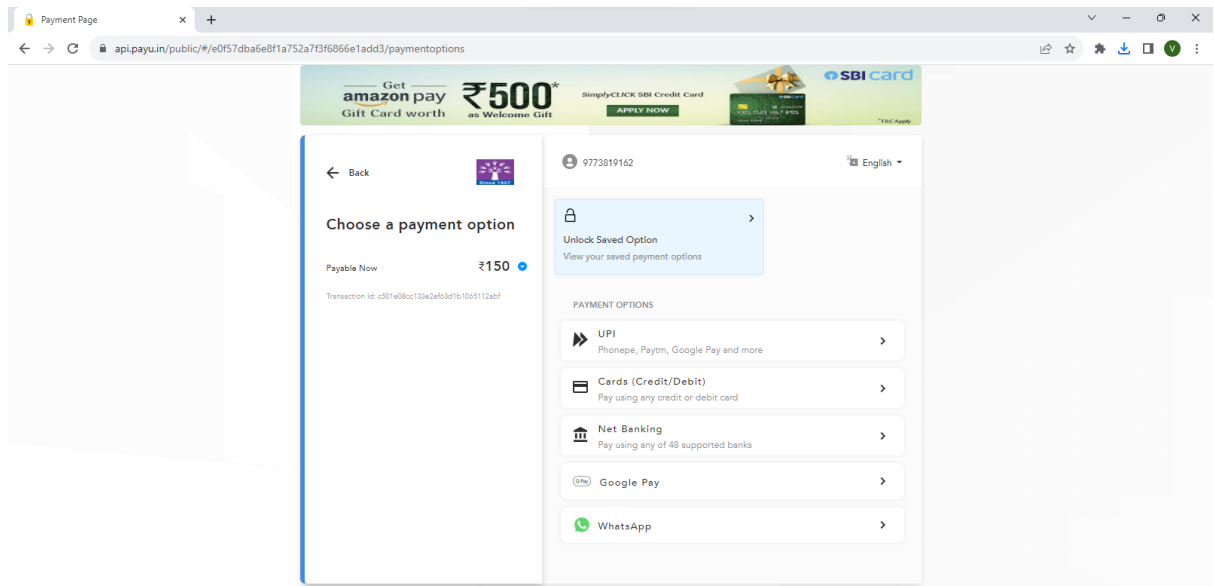 Payment Page
api.payu.in/public/#/e0f57dba6e8f1a752a7f3f6866e1add3/paymentoptions
V
Get
amazon pay
Gift Card worth
₹500*
as Welcome Gift
SimplyCLICK SBI Credit Card
APPLY NOW
SBI card
*T&C Apply
Back
Since 1937
Choose a payment option
Payable Now ₹150
Transaction Id: c501e08cc133e2ef63d1b1065112abf
9773819162
English
Unlock Saved Option
View your saved payment options
PAYMENT OPTIONS
UPI
Phonepe, Paytm, Google Pay and more
Cards (Credit/Debit)
Pay using any credit or debit card
Net Banking
Pay using any of 48 supported banks
G Pay
Google Pay
WhatsApp